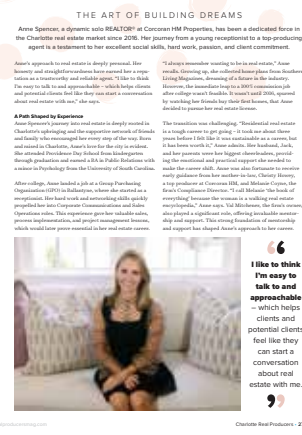 THE ART OF BUILDING DREAMS
Anne Spencer, a dynamic solo REALTOR® at Corcoran HM Properties, has been a dedicated force in
the Charlotte real estate market since 2016. Her journey from a young receptionist to a top-producing
agent is a testament to her excellent social skills, hard work, passion, and client commitment.
Anne's approach to real estate is deeply personal. Her
honesty and straightforwardness have earned her a repu-
tation as a trustworthy and reliable agent. "I like to think
I'm easy to talk to and approachable – which helps clients
and potential clients feel like they can start a conversation
about real estate with me," she says.
A Path Shaped by Experience
Anne Spencer's journey into real estate is deeply rooted in
Charlotte's upbringing and the supportive network of friends
and family who encouraged her every step of the way. Born
and raised in Charlotte, Anne's love for the city is evident.
She attended Providence Day School from kindergarten
through graduation and earned a BA in Public Relations with
a minor in Psychology from the University of South Carolina.
After college, Anne landed a job at a Group Purchasing
Organization (GPO) in Ballantyne, where she started as a
receptionist. Her hard work and networking skills quickly
propelled her into Corporate Communications and Sales
Operations roles. This experience gave her valuable sales,
process implementation, and project management lessons,
which would later prove essential in her real estate career.
"I always remember wanting to be in real estate," Anne
recalls. Growing up, she collected home plans from Southern
Living Magazines, dreaming of a future in the industry.
However, the immediate leap to a 100% commission job
after college wasn't feasible. It wasn't until 2016, spurred
by watching her friends buy their first homes, that Anne
decided to pursue her real estate license.
The transition was challenging. "Residential real estate
is a tough career to get going – it took me about three
years before I felt like it was sustainable as a career, but
it has been worth it," Anne admits. Her husband, Jack,
and her parents were her biggest cheerleaders, provid-
ing the emotional and practical support she needed to
make the career shift. Anne was also fortunate to receive
early guidance from her mother-in-law, Christy Howey,
a top producer at Corcoran HM, and Melanie Coyne, the
firm's Compliance Director. "I call Melanie 'the book of
everything' because the woman is a walking real estate
encyclopedia," Anne says. Val Mitchener, the firm's owner,
also played a significant role, offering invaluable mentor-
ship and support. This strong foundation of mentorship
and support has shaped Anne's approach to her career.
“
I like to think
I'm easy to
talk to and
approachable
– which helps
clients and
potential clients
feel like they
can start a
conversation
about real
estate with me.
”
Charlotte Real Producers • 2